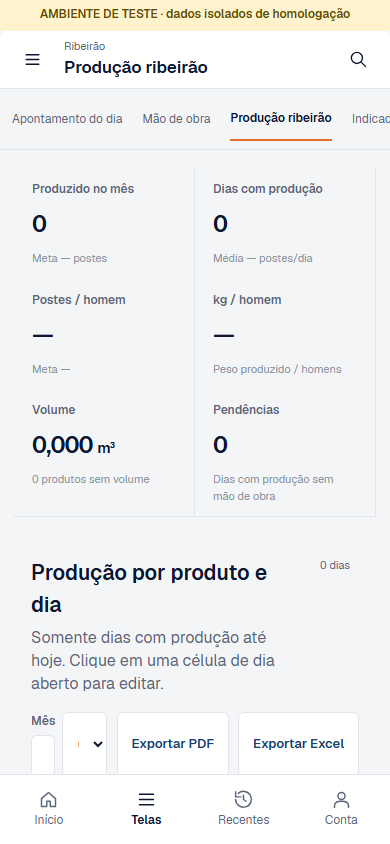 AMBIENTE DE TESTE · dados isolados de homologação
Ribeirão
Produção ribeirão
Apontamento do dia
Mão de obra
Produção ribeirão
Indicac
Produzido no mês
0
Meta — postes
Dias com produção
0
Média — postes/dia
Postes / homem
—
Meta —
kg / homem
—
Peso produzido / homens
Volume
0,000 m³
0 produtos sem volume
Pendências
0
Dias com produção sem
mão de obra
Produção por produto e
dia
0 dias
Somente dias com produção até
hoje. Clique em uma célula de dia
aberto para editar.
Mês
Exportar PDF
Exportar Excel
Início
Telas
Recentes
Conta